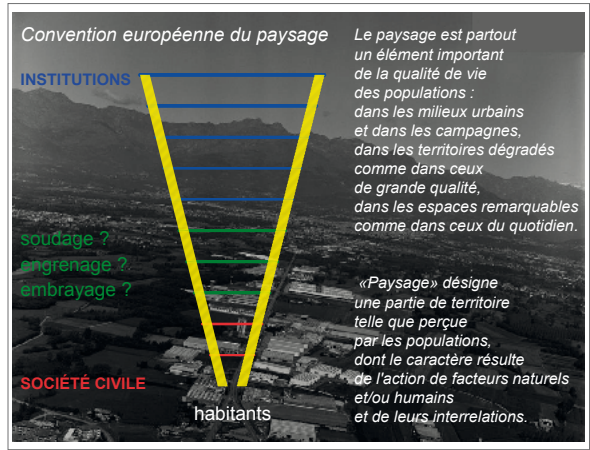 Convention européenne du paysage
INSTITUTIONS
soudage ?
engrenage ?
embrayage ?
SOCIÉTÉ CIVILE
habitants
Le paysage est partout
un élément important
de la qualité de vie
des populations :
dans les milieux urbains
et dans les campagnes,
dans les territoires dégradés
comme dans ceux
de grande qualité,
dans les espaces remarquables
comme dans ceux du quotidien.
«Paysage» désigne
une partie de territoire
telle que perçue
par les populations,
dont le caractère résulte
de l'action de facteurs naturels
et/ou humains
et de leurs interrelations.